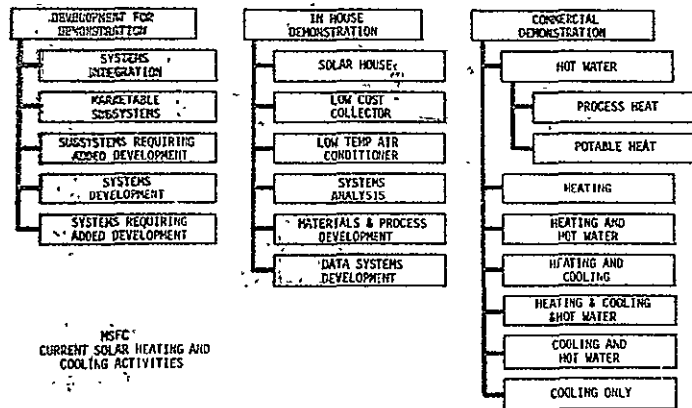 DEVELOPMENT FOR
DEMONSTRATION
SYSTEMS
INTEGRATION
MARKETABLE
SUBSYSTEMS
SUBSYSTEMS REQUIRING
ADDED DEVELOPMENT
SYSTEMS
DEVELOPMENT
SYSTEMS REQUIRING
ADDED DEVELOPMENT
IN HOUSE
DEMONSTRATION
SOLAR HOUSE
LOW COST
COLLECTOR
LOW TEMP AIR
CONDITIONER
SYSTEMS
ANALYSIS
MATERIALS & PROCESS
DEVELOPMENT
DATA SYSTEMS
DEVELOPMENT
COMMERCIAL
DEMONSTRATION
HOT WATER
PROCESS HEAT
POTABLE HEAT
HEATING
HEATING AND
HOT WATER
HEATING AND
COOLING
HEATING & COOLING
&HOT WATER
COOLING AND
HOT WATER
COOLING ONLY
MSFC
CURRENT SOLAR HEATING AND
COOLING ACTIVITIES